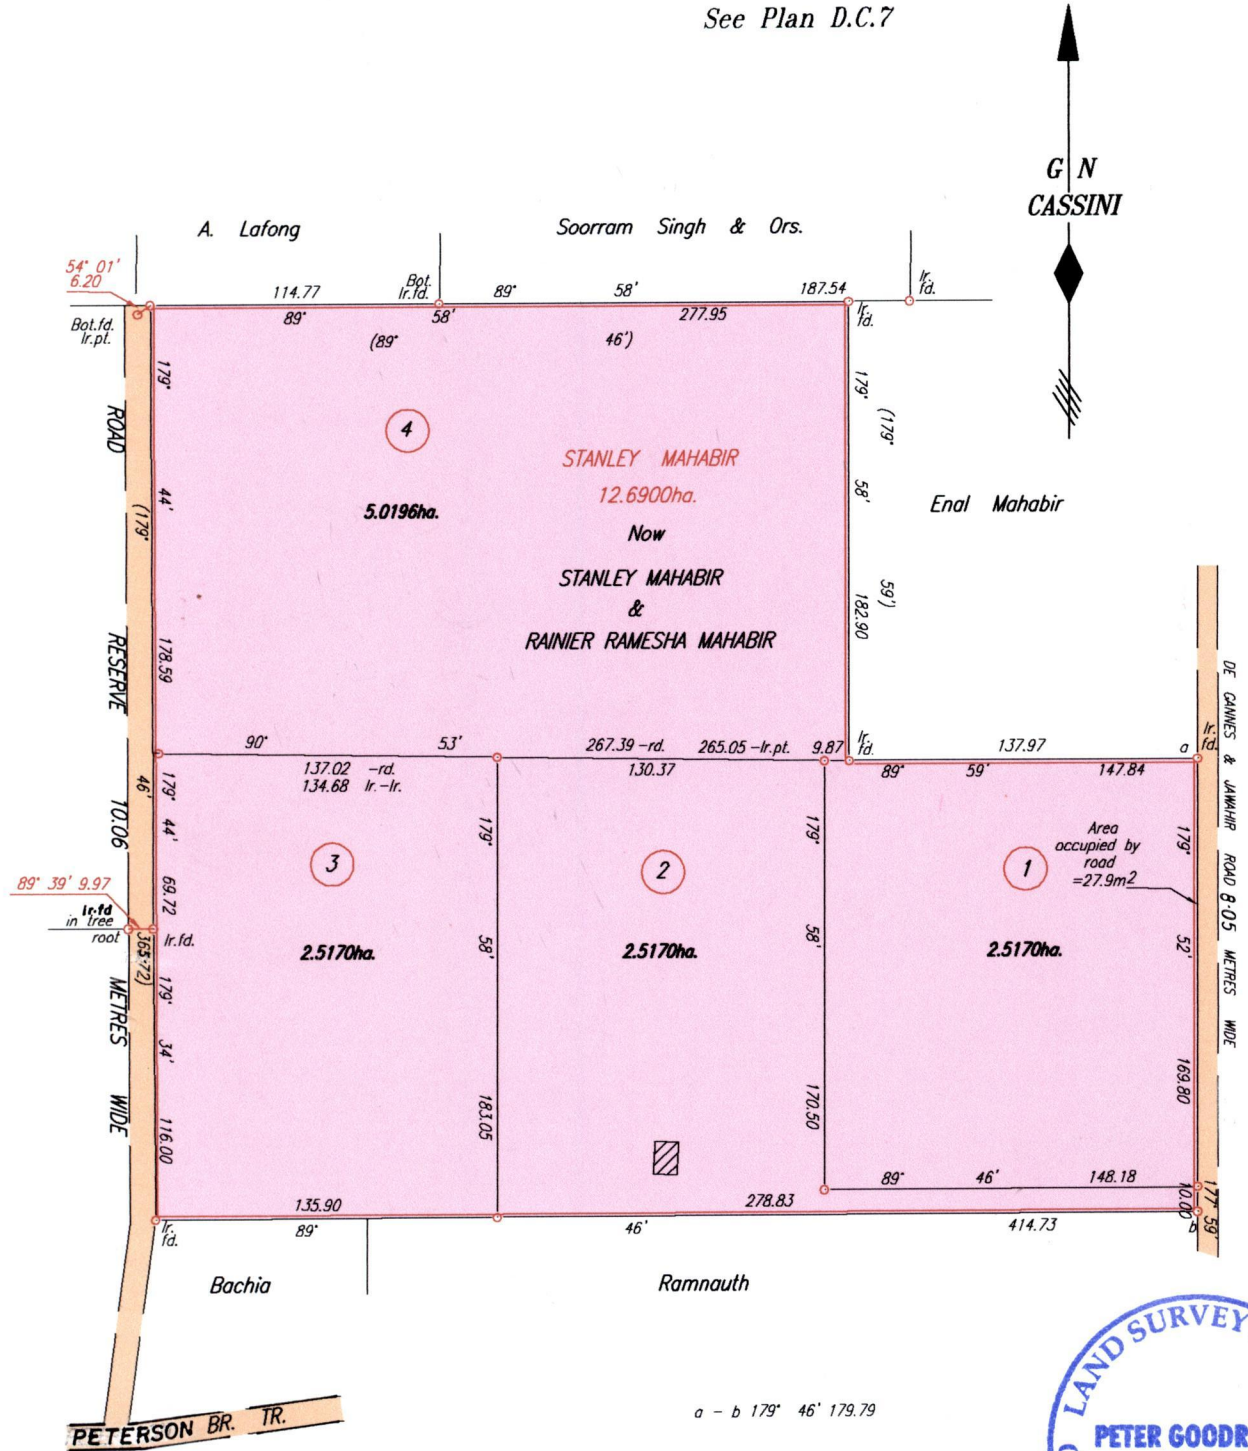 See Plan D.C.7
G N
CASSINI
A. Lafong
Soorram Singh & Ors.
54° 01'
6.20
Bot.fd.
Ir.pt.
114.77
Bot.
Ir.fd.
89° 58' 187.54
Ir.
fd.
89° 58' 277.95
Ir.
fd.
(89° 46')
179° 44' 178.59
179° 58' 182.90
(179° 59')
4
5.0196ha.
STANLEY MAHABIR
12.6900ha.
Now
STANLEY MAHABIR
&
RAINIER RAMESHA MAHABIR
Enal Mahabir
ROAD RESERVE 10.06 METRES WIDE
(179° 46' 365.72)
DE GANNES & JAWAHIR ROAD 8.05 METRES WIDE
90° 53' 267.39 -rd. 265.05 -Ir.pt. 9.87
Ir.
fd.
137.97 a
Ir.
fd.
137.02 -rd.
134.68 Ir.-Ir.
130.37
89° 59' 147.84
179° 44' 69.72
89° 39' 9.97
Ir.fd
in tree
root
Ir.fd.
179° 34' 116.00
3
2.5170ha.
179° 58' 183.05
2
2.5170ha.
179° 58' 170.50
1
2.5170ha.
Area
occupied by
road
=27.9m2
179° 52' 169.80
89° 46' 148.18
10.00
177° 59'
b
135.90
278.83
Ir.
fd.
89° 46' 414.73
Bachia
Ramnauth
a - b 179° 46' 179.79
PETERSON BR. TR.
LAND SURVEY
PETER GOODR